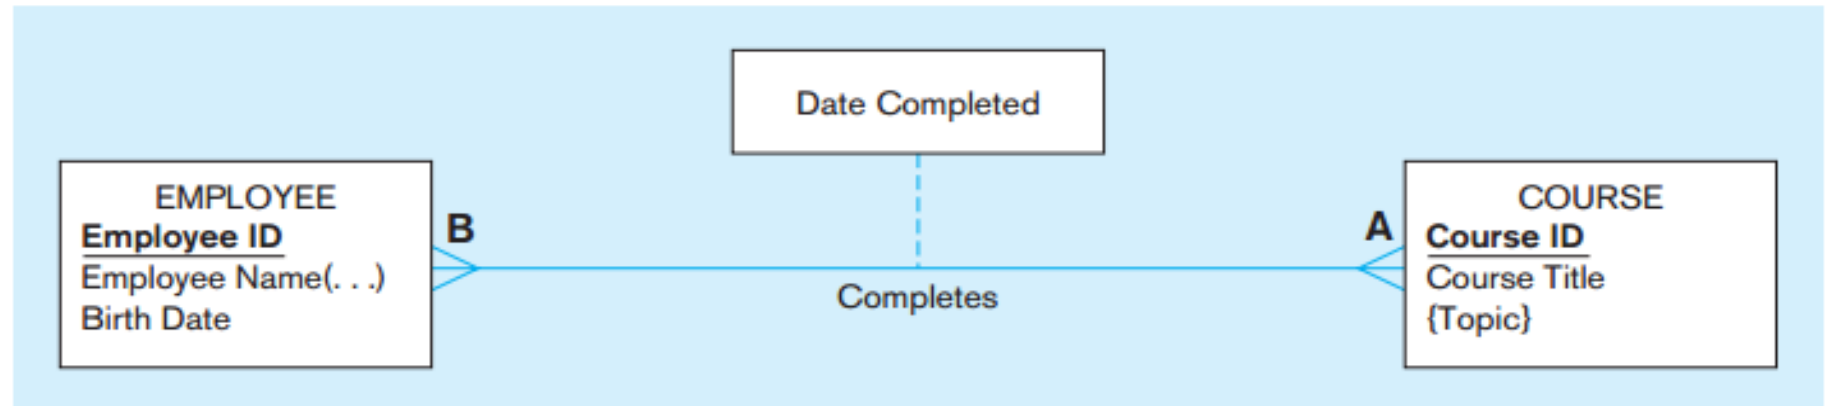 Date Completed
EMPLOYEE
Employee ID
Employee Name(. . .)
Birth Date
B
Completes
A
COURSE
Course ID
Course Title
{Topic}